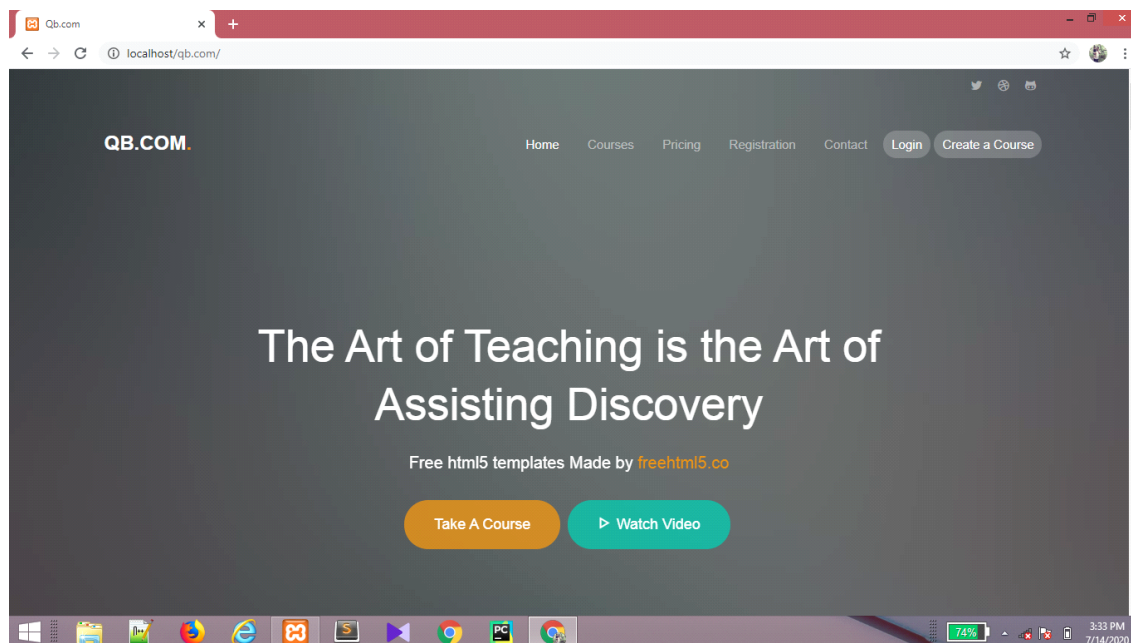 Qb.com
localhost/qb.com/
QB.COM.
Home Courses Pricing Registration Contact Login Create a Course
The Art of Teaching is the Art of
Assisting Discovery
Free html5 templates Made by freehtml5.co
Take A Course Watch Video
74% 3:33 PM
7/14/2020